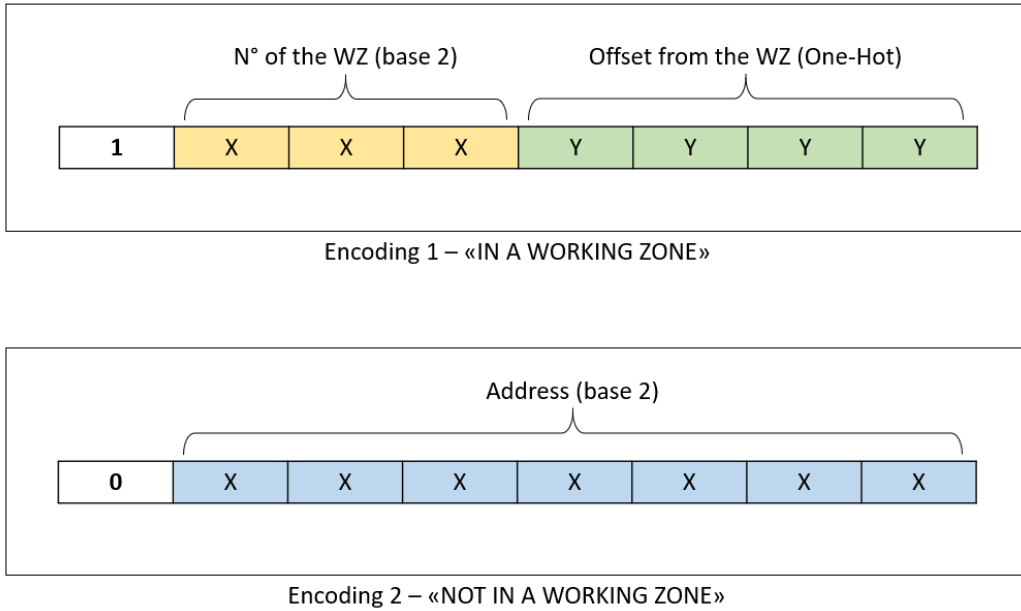 N° of the WZ (base 2) Offset from the WZ (One-Hot)
1 X X X Y Y Y Y
Encoding 1 – «IN A WORKING ZONE»
Address (base 2)
0 X X X X X X X
Encoding 2 – «NOT IN A WORKING ZONE»